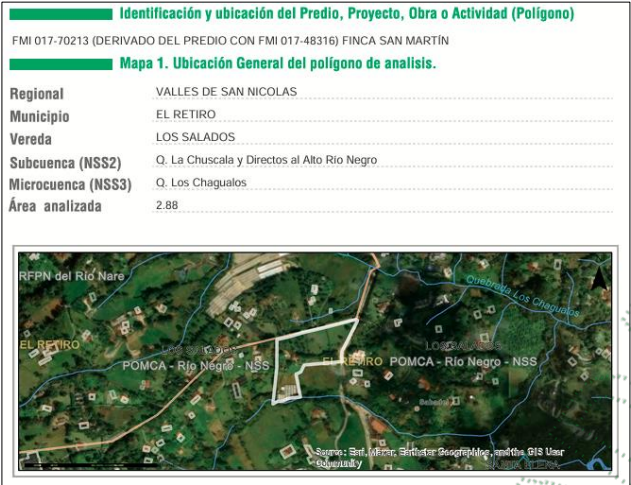 Identificación y ubicación del Predio, Proyecto, Obra o Actividad (Polígono)
FMI 017-70213 (DERIVADO DEL PREDIO CON FMI 017-48316) FINCA SAN MARTÍN
Mapa 1. Ubicación General del polígono de analisis.
Regional VALLES DE SAN NICOLAS
Municipio EL RETIRO
Vereda LOS SALADOS
Subcuenca (NSS2) Q. La Chuscala y Directos al Alto Río Negro
Microcuenca (NSS3) Q. Los Chagualos
Área analizada 2.88
RFPN del Río Nare
Quebrada Los Chagualos
EL RETIRO
LOS SALADOS
LOS SALADOS
POMCA - Río Negro - NSS
EL RETIRO
POMCA - Río Negro - NSS
Source: Esri, Maxar, Earthstar Geographics, and the GIS User
Community